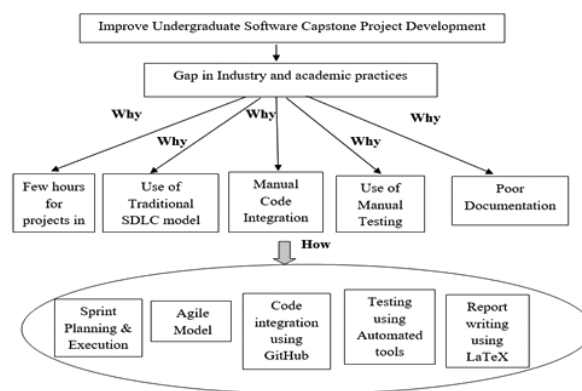 Improve Undergraduate Software Capstone Project Development
Gap in Industry and academic practices
Why
Why
Why
Why
Why
Few hours
for
projects in
Use of
Traditional
SDLC model
Manual
Code
Integration
Use of
Manual
Testing
Poor
Documentation
How
Sprint
Planning &
Execution
Agile
Model
Code
integration
using
GitHub
Testing
using
Automated
tools
Report
writing
using
LaTeX